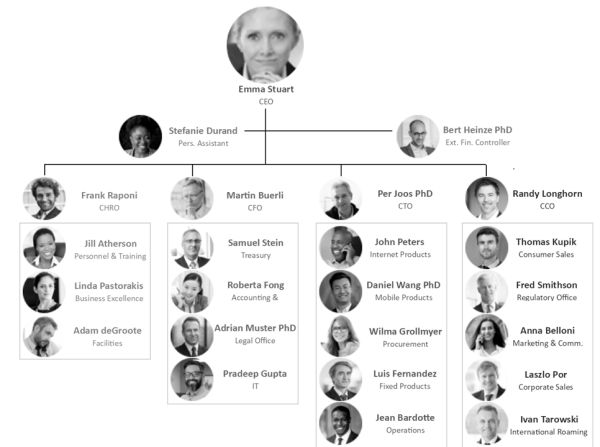 Emma Stuart
CEO
Stefanie Durand
Pers. Assistant
Bert Heinze PhD
Ext. Fin. Controller
Frank Raponi
CHRO
Martin Buerli
CFO
Per Joos PhD
CTO
Randy Longhorn
CCO
Jill Atherson
Personnel & Training
Linda Pastorakis
Business Excellence
Adam deGroote
Facilities
Samuel Stein
Treasury
Roberta Fong
Accounting &
Adrian Muster PhD
Legal Office
Pradeep Gupta
IT
John Peters
Internet Products
Daniel Wang PhD
Mobile Products
Wilma Grollmyer
Procurement
Luis Fernandez
Fixed Products
Jean Bardotte
Operations
Thomas Kupik
Consumer Sales
Fred Smithson
Regulatory Office
Anna Belloni
Marketing & Comm.
Laszlo Por
Corporate Sales
Ivan Tarowski
International Roaming